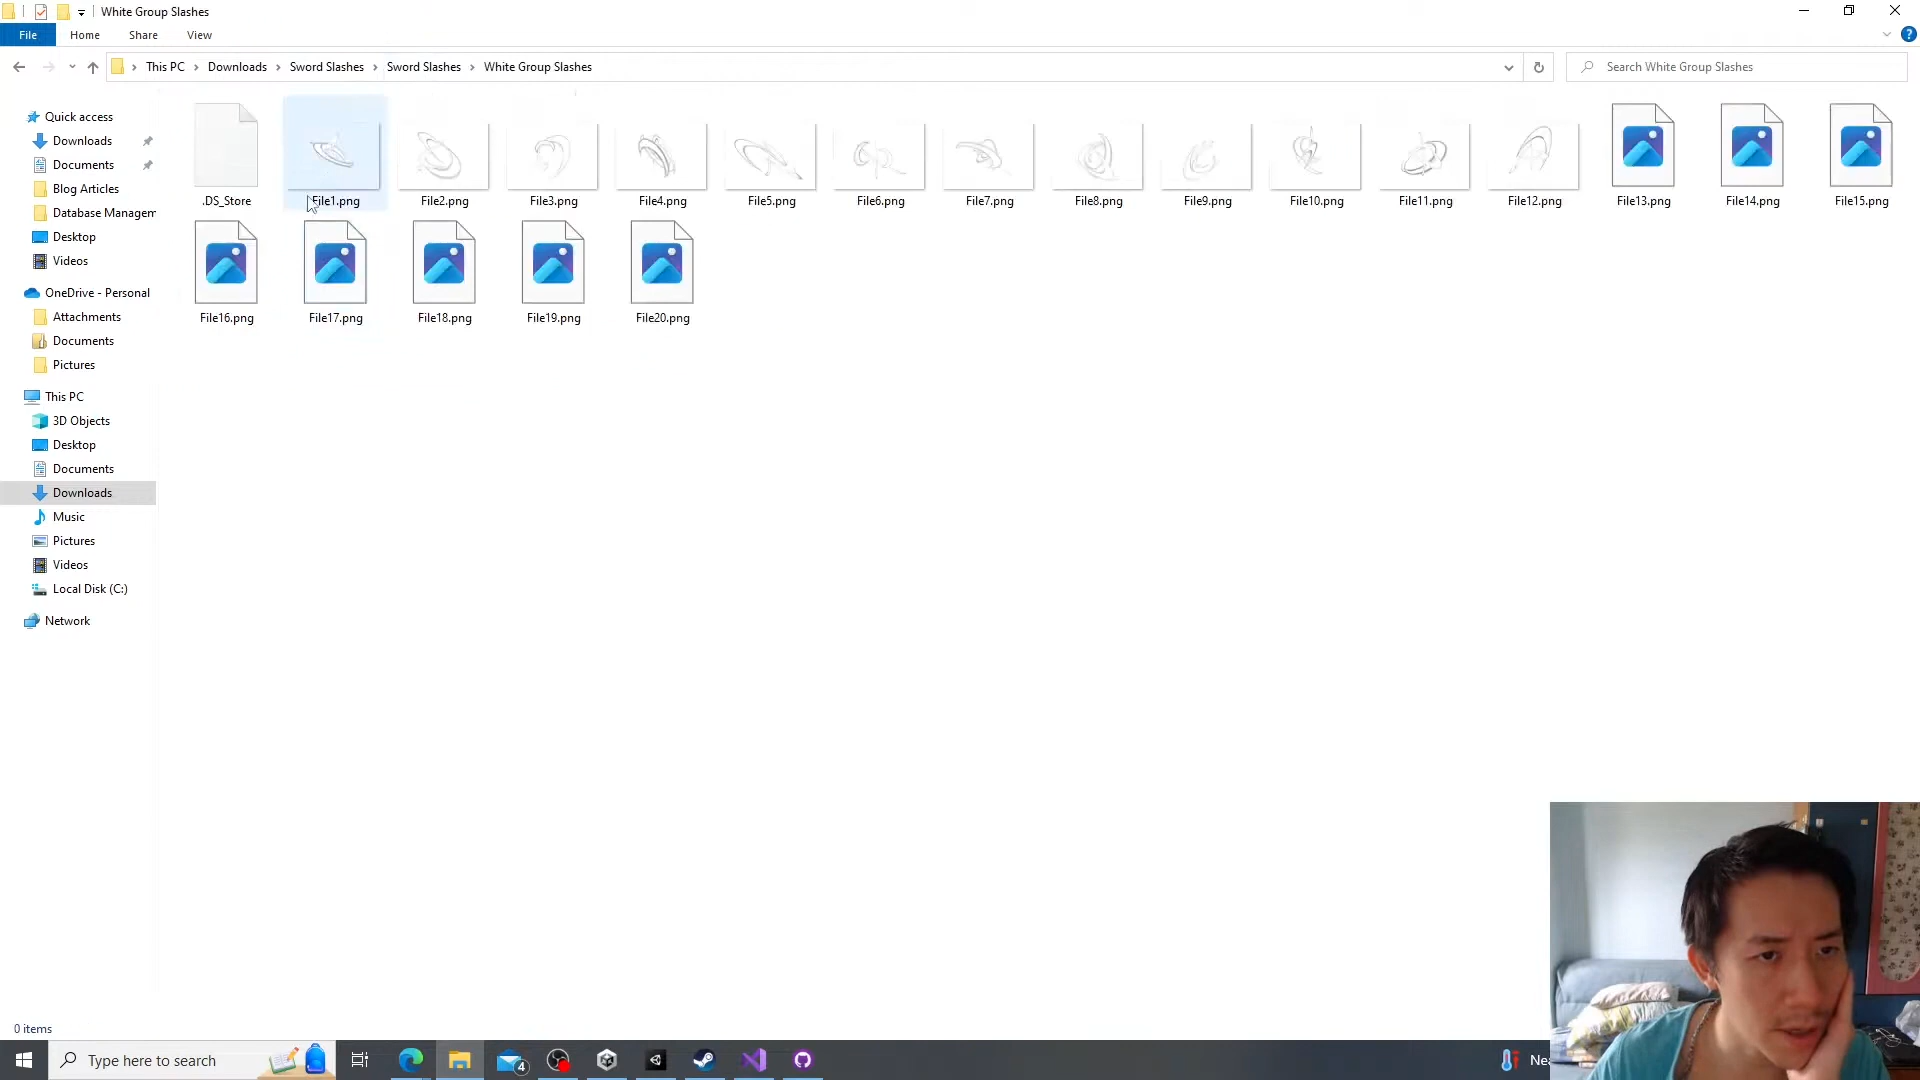 White Group Slashes
File
Home
Share
View
This PC
Downloads
Sword Slashes
Sword Slashes
White Group Slashes
Search White Group Slashes
Quick access
Downloads
Documents
Blog Articles
Database Managem
Desktop
Videos
OneDrive - Personal
Attachments
Documents
Pictures
This PC
3D Objects
Desktop
Documents
Downloads
Music
Pictures
Videos
Local Disk (C:)
Network
.DS_Store
File1.png
File2.png
File3.png
File4.png
File5.png
File6.png
File7.png
File8.png
File9.png
File10.png
File11.png
File12.png
File13.png
File14.png
File15.png
File16.png
File17.png
File18.png
File19.png
File20.png
0 items
Type here to search
4
Nea